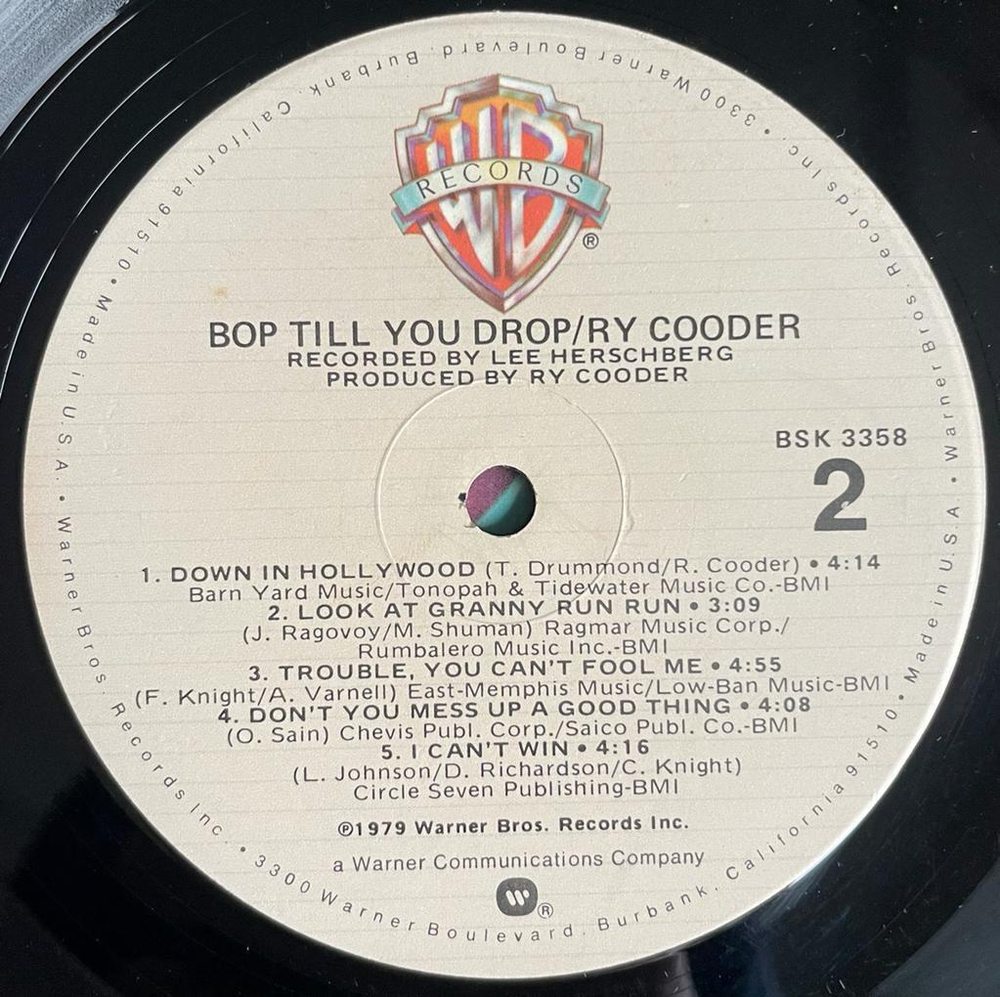 WB
RECORDS
®
BOP TILL YOU DROP/RY COODER
RECORDED BY LEE HERSCHBERG
PRODUCED BY RY COODER
BSK 3358
2
1. DOWN IN HOLLYWOOD (T. Drummond/R. Cooder) • 4:14
Barn Yard Music/Tonopah & Tidewater Music Co.-BMI
2. LOOK AT GRANNY RUN RUN • 3:09
(J. Ragovoy/M. Shuman) Ragmar Music Corp./
Rumbalero Music Inc.-BMI
3. TROUBLE, YOU CAN'T FOOL ME • 4:55
(F. Knight/A. Varnell) East-Memphis Music/Low-Ban Music-BMI
4. DON'T YOU MESS UP A GOOD THING • 4:08
(O. Sain) Chevis Publ. Corp./Saico Publ. Co.-BMI
5. I CAN'T WIN • 4:16
(L. Johnson/D. Richardson/C. Knight)
Circle Seven Publishing-BMI
℗1979 Warner Bros. Records Inc.
a Warner Communications Company
W ®
Warner Bros. Records Inc. • 3300 Warner Boulevard. Burbank. California 91510 • Made in U.S.A. • Warner Bros. Records Inc. • 3300 Warner Boulevard. Burbank. California 91510 • Made in U.S.A. •